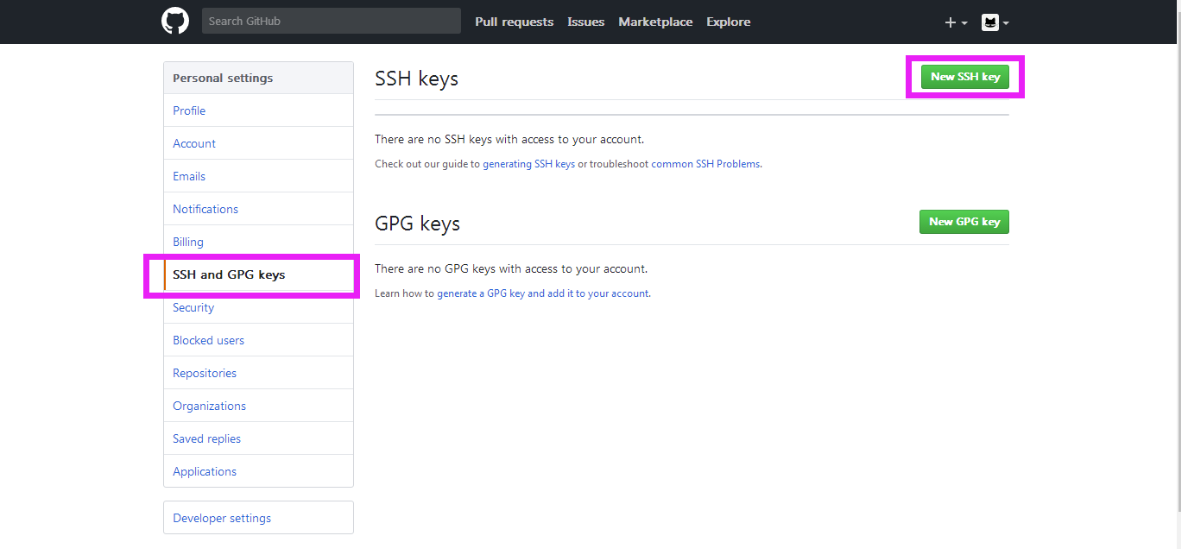 Search GitHub
Pull requests Issues Marketplace Explore
Personal settings
Profile
Account
Emails
Notifications
Billing
SSH and GPG keys
Security
Blocked users
Repositories
Organizations
Saved replies
Applications
Developer settings
SSH keys
New SSH key
There are no SSH keys with access to your account.
Check out our guide to generating SSH keys or troubleshoot common SSH Problems.
GPG keys
New GPG key
There are no GPG keys with access to your account.
Learn how to generate a GPG key and add it to your account.